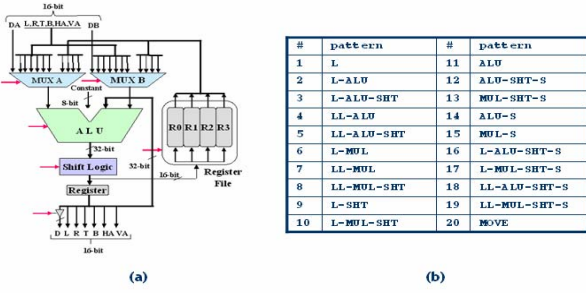 16-bit
DA L,R,T,B,HA,VA DB
MUX A
MUX B
Constant
8-bit
A L U
R0 R1 R2 R3
32-bit
Shift Logic
32-bit
16-bit
Register
File
Register
D L R T B HA VA
16-bit
(a)
# pattern # pattern
1 L 11 ALU
2 L-ALU 12 ALU-SHT-S
3 L-ALU-SHT 13 MUL-SHT-S
4 LL-ALU 14 ALU-S
5 LL-ALU-SHT 15 MUL-S
6 L-MUL 16 L-ALU-SHT-S
7 LL-MUL 17 L-MUL-SHT-S
8 LL-MUL-SHT 18 LL-ALU-SHT-S
9 L-SHT 19 LL-MUL-SHT-S
10 L-MUL-SHT 20 MOVE
(b)